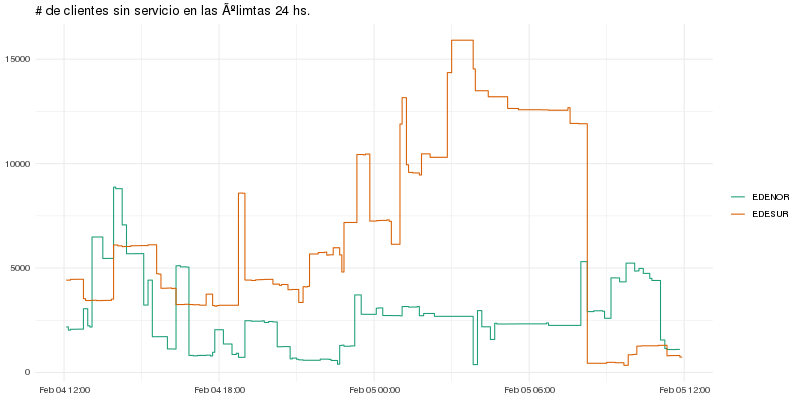 # de clientes sin servicio en las Ãºlimtas 24 hs.
15000
10000
5000
0
Feb 04 12:00
Feb 04 18:00
Feb 05 00:00
Feb 05 06:00
Feb 05 12:00
EDENOR
EDESUR